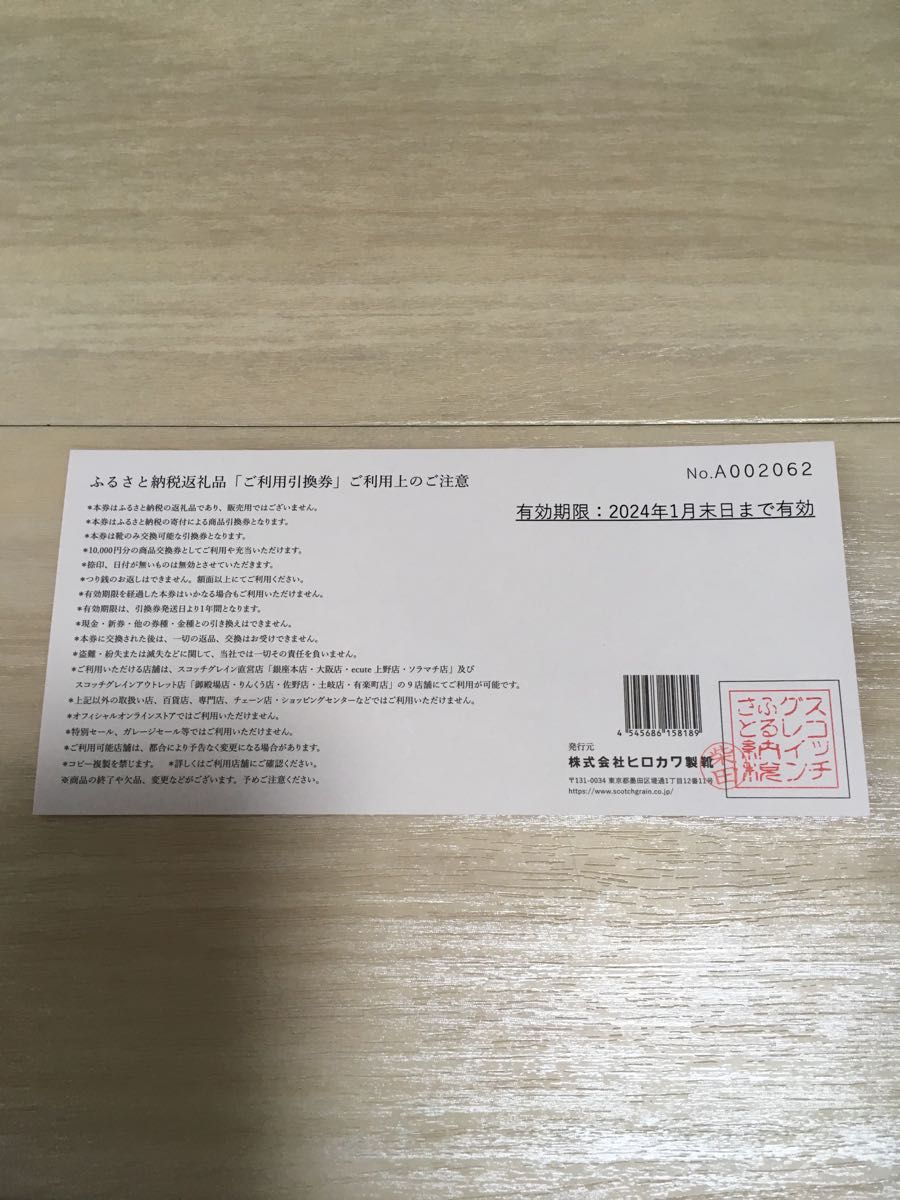 ふるさと納税返礼品「ご利用引換券」ご利用上のご注意
No.A002062
有効期限：2024年1月末日まで有効
＊本券はふるさと納税の返礼品であり、販売用ではございません。
＊本券はふるさと納税の寄付による商品引換券となります。
＊本券は靴のみ交換可能な引換券となります。
＊10,000円分の商品交換券としてご利用や充当いただけます。
＊捺印、日付が無いものは無効とさせていただきます。
＊つり銭のお返しはできません。額面以上にてご利用ください。
＊有効期限を経過した本券はいかなる場合もご利用いただけません。
＊有効期限は、引換券発送日より1年間となります。
＊現金・新券・他の券種・金種との引き換えはできません。
＊本券に交換された後は、一切の返品、交換はお受けできません。
＊盗難・紛失または滅失などに関して、当社では一切その責任を負いません。
＊ご利用いただける店舗は、スコッチグレイン直営店「銀座本店・大阪店・ecute 上野店・ソラマチ店」及び
スコッチグレインアウトレット店「御殿場店・りんくう店・佐野店・土岐店・有楽町店」の９店舗にてご利用が可能です。
＊上記以外の取扱い店、百貨店、専門店、チェーン店・ショッピングセンターなどではご利用いただけません。
＊オフィシャルオンラインストアではご利用いただけません。
＊特別セール、ガレージセール等ではご利用いただけません。
＊ご利用可能店舗は、都合により予告なく変更になる場合があります。
＊コピー複製を禁じます。 ＊詳しくはご利用店舗にご確認ください。
※商品の終了や欠品、変更などがございます。予めご注意ください。
4 545686 158189
発行元
株式会社ヒロカワ製靴
〒131-0034 東京都墨田区堤通1丁目12番11号
https://www.scotchgrain.co.jp/
柴田
スコッチ
グレイン
ふる納税
さと